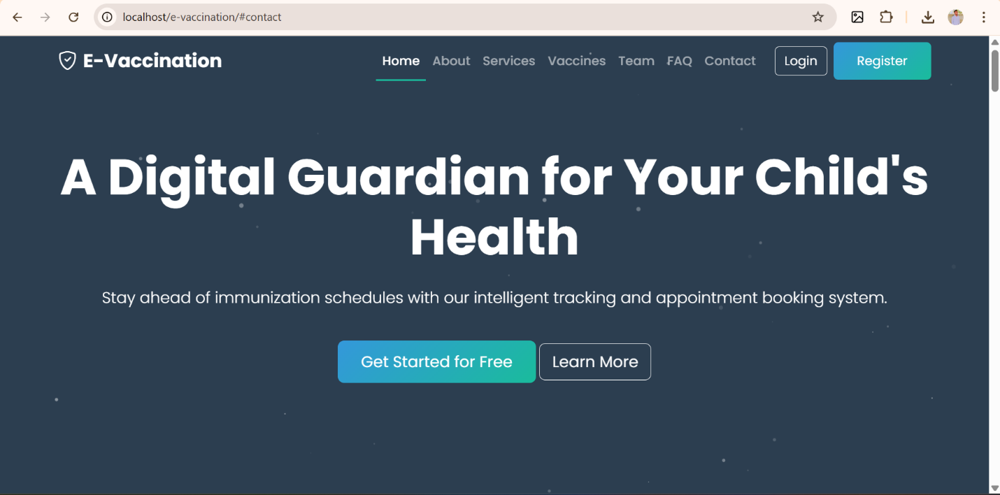 localhost/e-vaccination/#contact
E-Vaccination Home About Services Vaccines Team FAQ Contact Login Register
A Digital Guardian for Your Child's
Health
Stay ahead of immunization schedules with our intelligent tracking and appointment booking system.
Get Started for Free Learn More